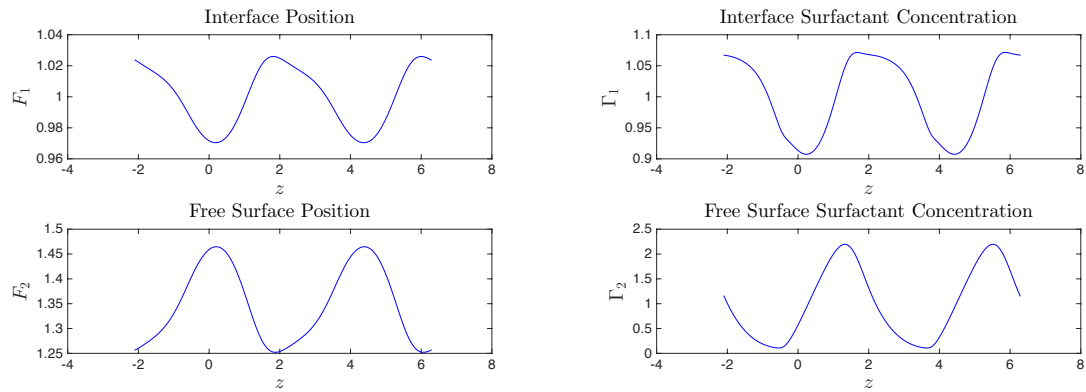 Interface Position
1.04
1.02
1
0.98
0.96
F1
-4 -2 0 2 4 6 8
z
Interface Surfactant Concentration
1.1
1.05
1
0.95
0.9
Γ1
-4 -2 0 2 4 6 8
z
Free Surface Position
1.5
1.45
1.4
1.35
1.3
1.25
F2
-4 -2 0 2 4 6 8
z
Free Surface Surfactant Concentration
2.5
2
1.5
1
0.5
0
Γ2
-4 -2 0 2 4 6 8
z